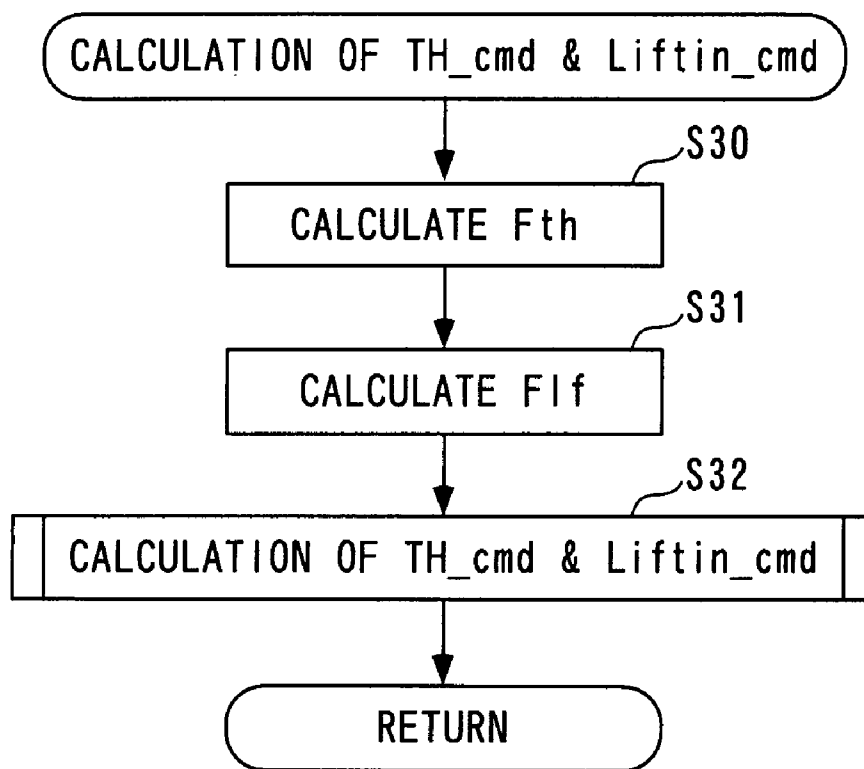 CALCULATION OF TH_cmd & Liftin_cmd
S30
CALCULATE Fth
S31
CALCULATE Flf
S32
CALCULATION OF TH_cmd & Liftin_cmd
RETURN